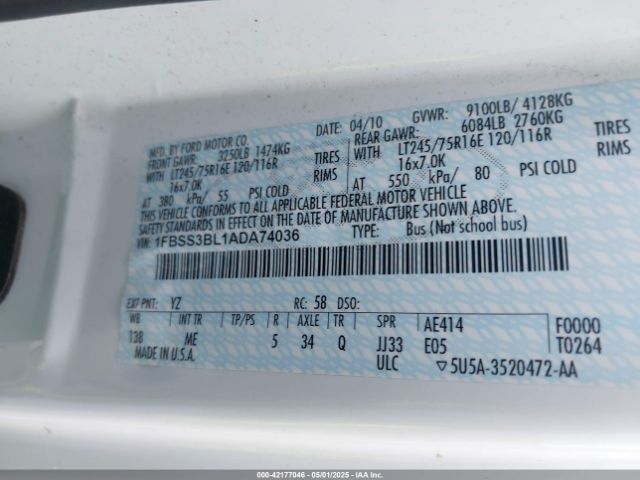 MFD. BY FORD MOTOR CO.
DATE: 04/10 GVWR: 9100LB/ 4128KG
FRONT GAWR: 3250LB 1474KG REAR GAWR: 6084LB 2760KG
WITH LT245/75R16E 120/116R TIRES WITH LT245/75R16E 120/116R TIRES
16x7.0K RIMS 16x7.0K RIMS
AT 380 kPa/ 55 PSI COLD AT 550 kPa/ 80 PSI COLD
THIS VEHICLE CONFORMS TO ALL APPLICABLE FEDERAL MOTOR VEHICLE
SAFETY STANDARDS IN EFFECT ON THE DATE OF MANUFACTURE SHOWN ABOVE.
VIN: 1FBSS3BL1ADA74036 TYPE: Bus (Not school bus)
EXT PNT: YZ RC: 58 DSO:
WB INT TR TP/PS R AXLE TR SPR AE414 F0000
138 ME 5 34 Q JJ33 E05 T0264
MADE IN U.S.A. ULC ▽5U5A-3520472-AA
000-42177046 - 05/01/2025 - IAAI.COM